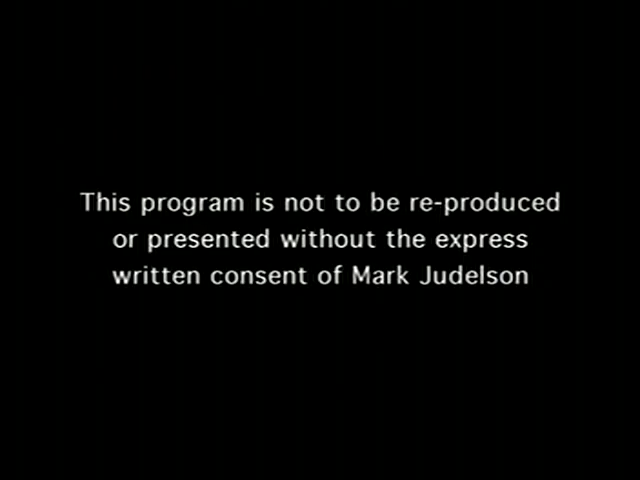 This program is not to be re-produced
or presented without the express
written consent of Mark Judelson